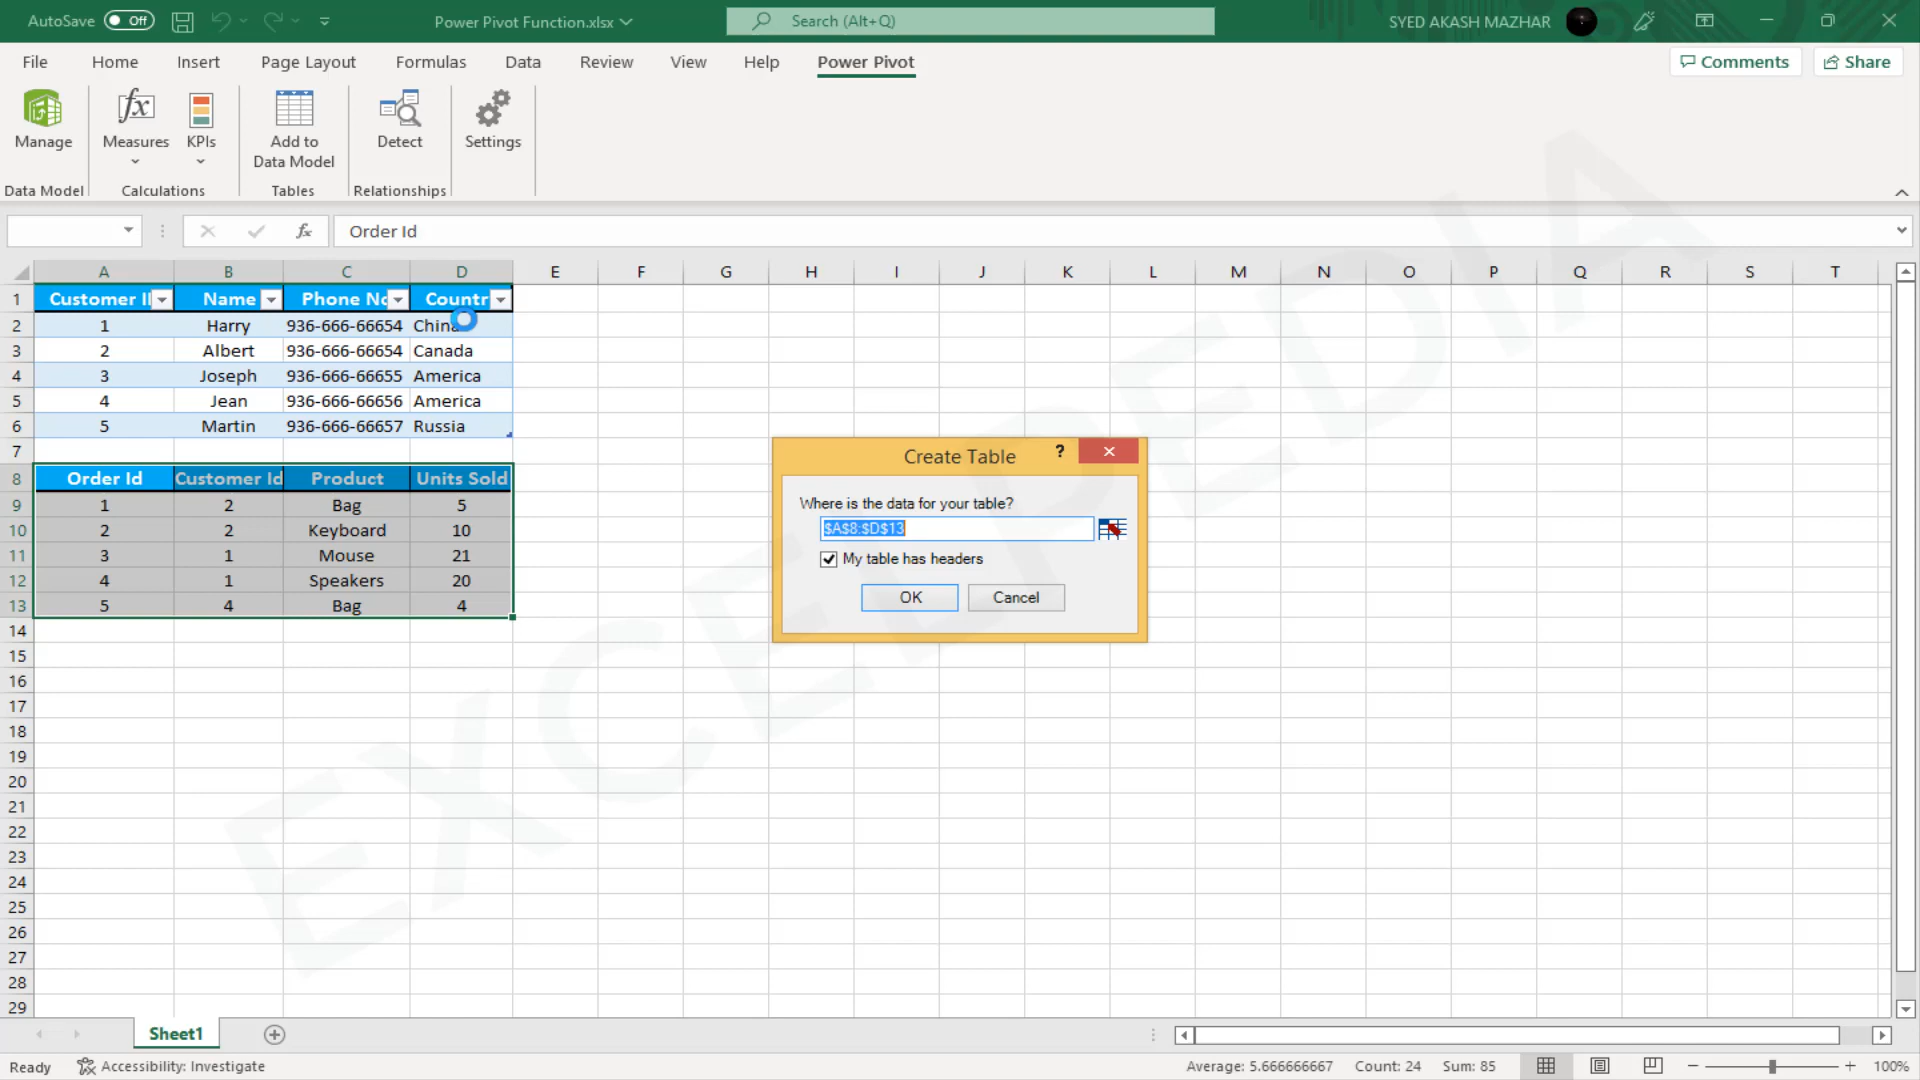 AutoSave Off Power Pivot Function.xlsx Search (Alt+Q) SYED AKASH MAZHAR
File Home Insert Page Layout Formulas Data Review View Help Power Pivot Comments Share
Manage Measures KPIs Add to Data Model Detect Settings
Data Model Calculations Tables Relationships
fx Order Id
A B C D E F G H I J K L M N O P Q R S T
1 Customer I Name Phone No Countr
2 1 Harry 936-666-66654 China
3 2 Albert 936-666-66654 Canada
4 3 Joseph 936-666-66655 America
5 4 Jean 936-666-66656 America
6 5 Martin 936-666-66657 Russia
7
8 Order Id Customer Id Product Units Sold
9 1 2 Bag 5
10 2 2 Keyboard 10
11 3 1 Mouse 21
12 4 1 Speakers 20
13 5 4 Bag 4
14
15
16
17
18
19
20
21
22
23
24
25
26
27
28
29
Create Table ?
Where is the data for your table?
$A$8:$D$13
My table has headers
OK Cancel
EXCELPEDIA
Sheet1
Ready Accessibility: Investigate Average: 5.666666667 Count: 24 Sum: 85 100%